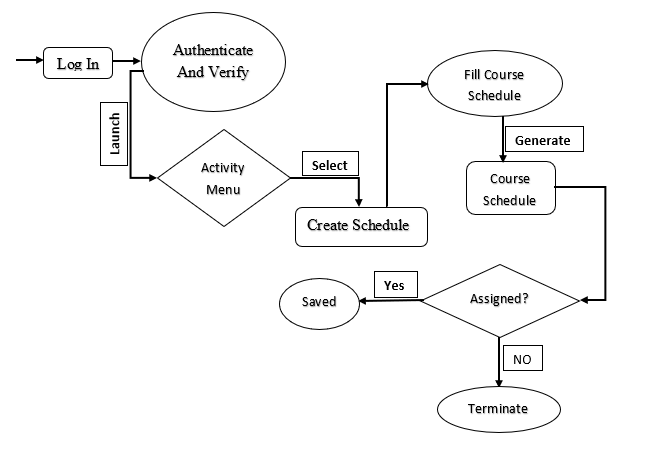 Log In
Authenticate
And Verify
Launch
Activity
Menu
Select
Create Schedule
Fill Course
Schedule
Generate
Course
Schedule
Assigned?
Yes
Saved
NO
Terminate